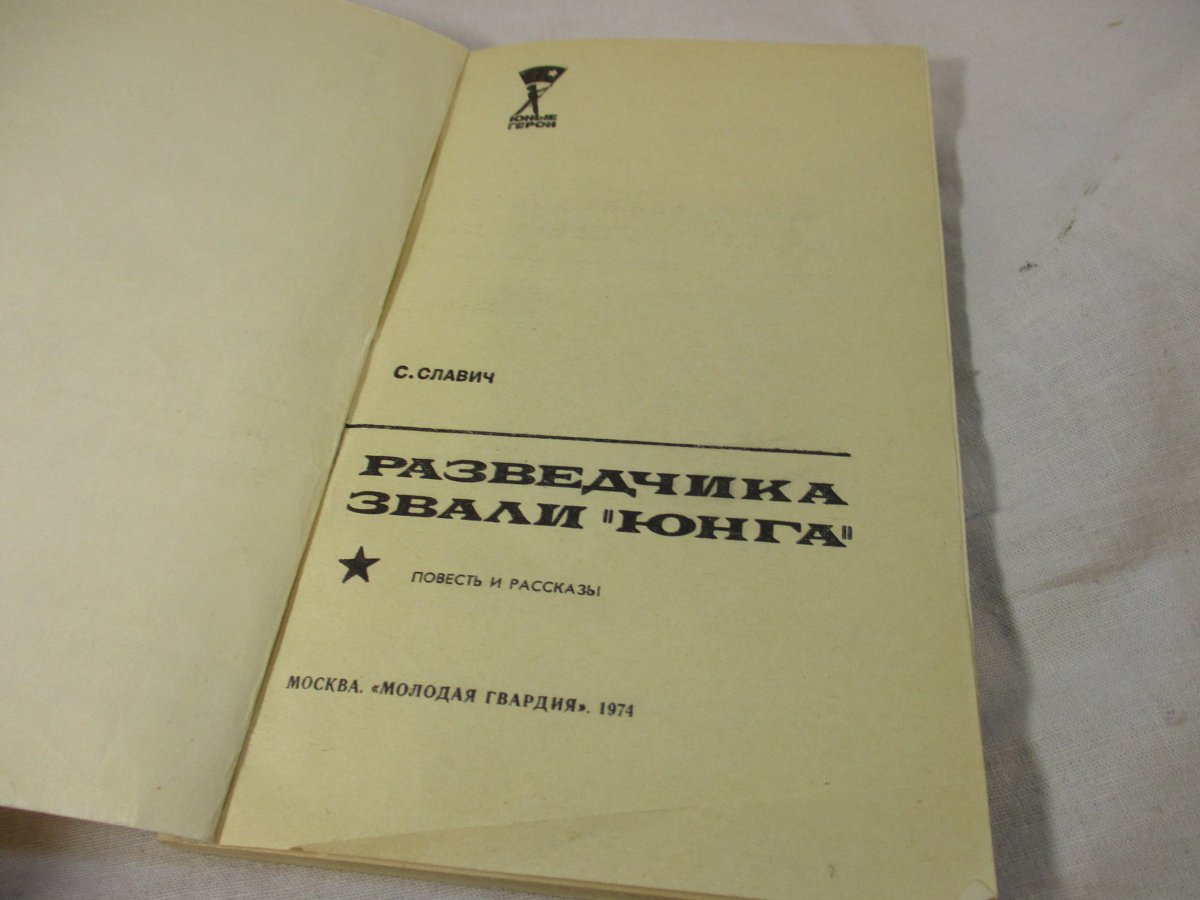 ЮНЫЕ
ГЕРОИ
С. СЛАВИЧ
РАЗВЕДЧИКА
ЗВАЛИ "ЮНГА"
ПОВЕСТЬ И РАССКАЗЫ
МОСКВА. «МОЛОДАЯ ГВАРДИЯ». 1974